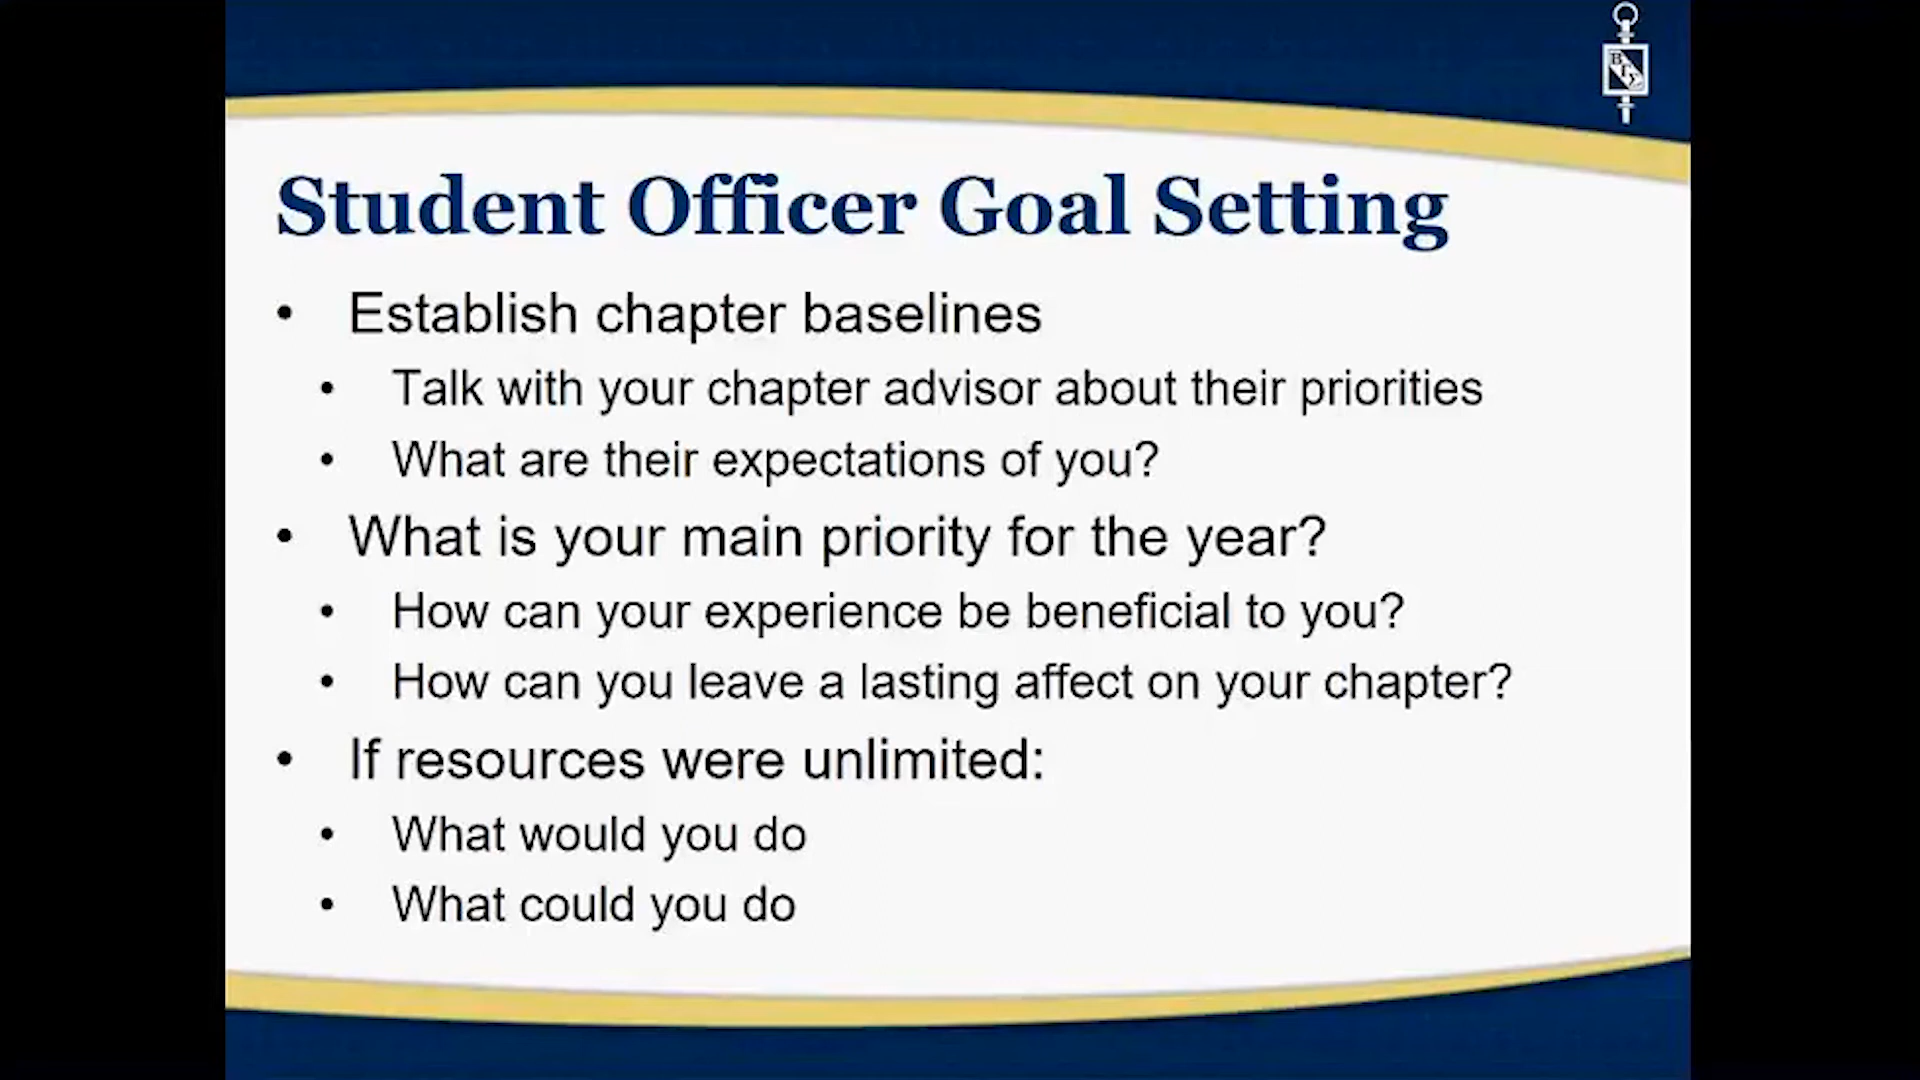 ΒΓΣ
Student Officer Goal Setting
• Establish chapter baselines
• Talk with your chapter advisor about their priorities
• What are their expectations of you?
• What is your main priority for the year?
• How can your experience be beneficial to you?
• How can you leave a lasting affect on your chapter?
• If resources were unlimited:
• What would you do
• What could you do